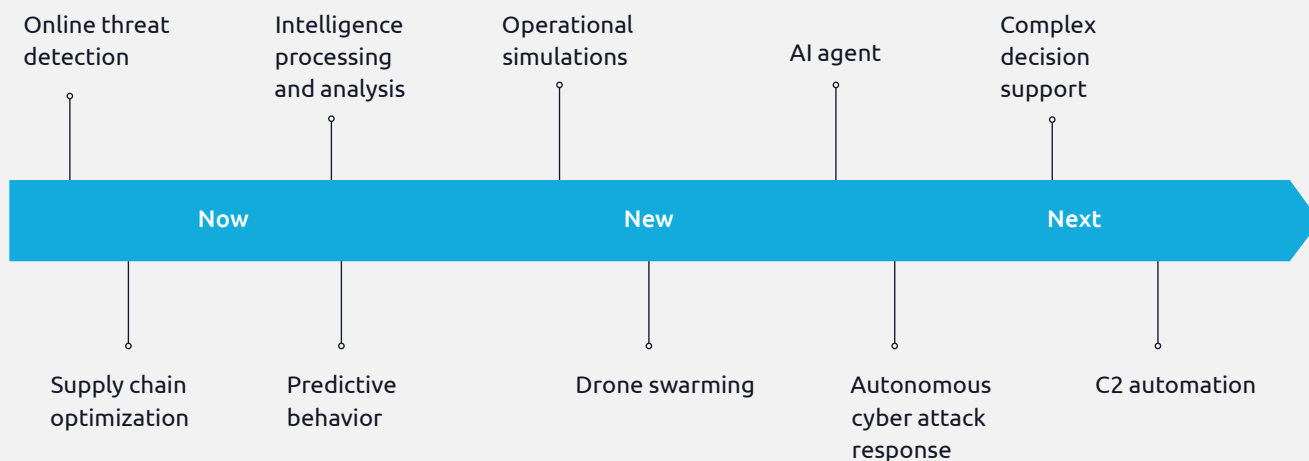 Online threat
detection
Intelligence
processing
and analysis
Operational
simulations
AI agent
Complex
decision
support
Now
New
Next
Supply chain
optimization
Predictive
behavior
Drone swarming
Autonomous
cyber attack
response
C2 automation